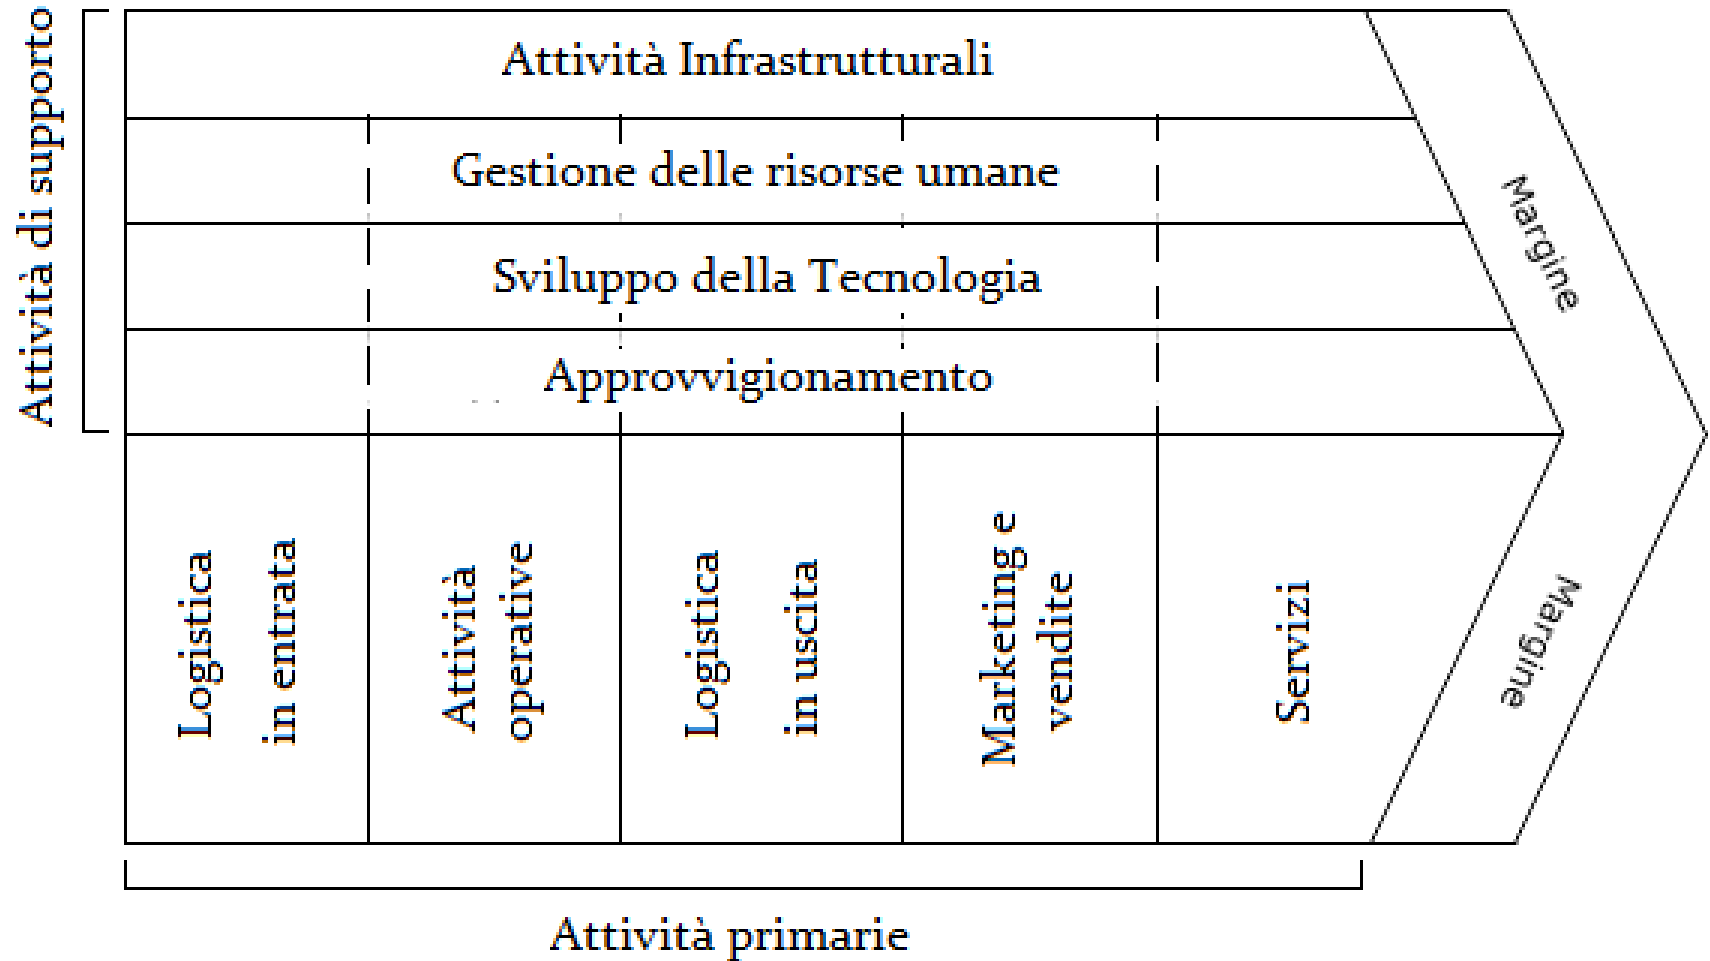 Attività di supporto
Attività Infrastrutturali
Gestione delle risorse umane
Sviluppo della Tecnologia
Approvvigionamento
Margine
Logistica
in entrata
Attività
operative
Logistica
in uscita
Marketing e
vendite
Servizi
Margine
Attività primarie